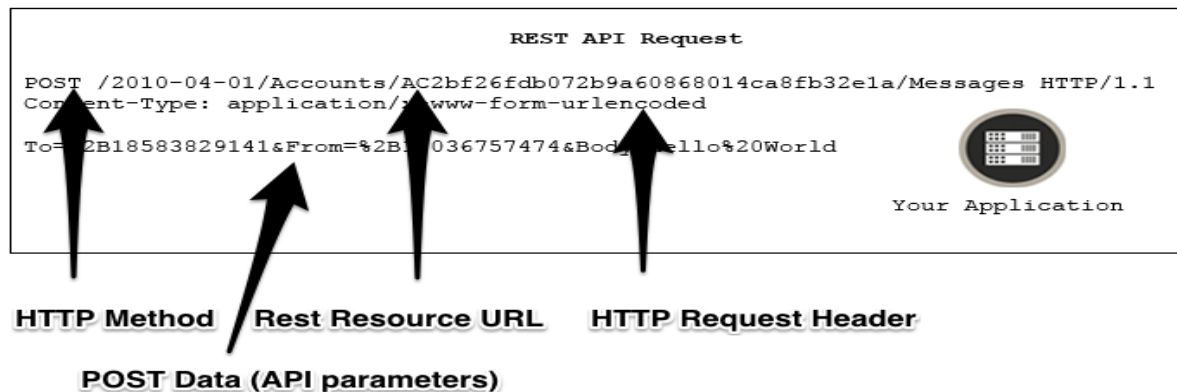 REST API Request
POST /2010-04-01/Accounts/AC2bf26fdb072b9a60868014ca8fb32e1a/Messages HTTP/1.1
application/
-form-urlencoded
World
Your Application
HTTP Method Rest Resource URL HTTP Request Header
POST Data (API parameters)